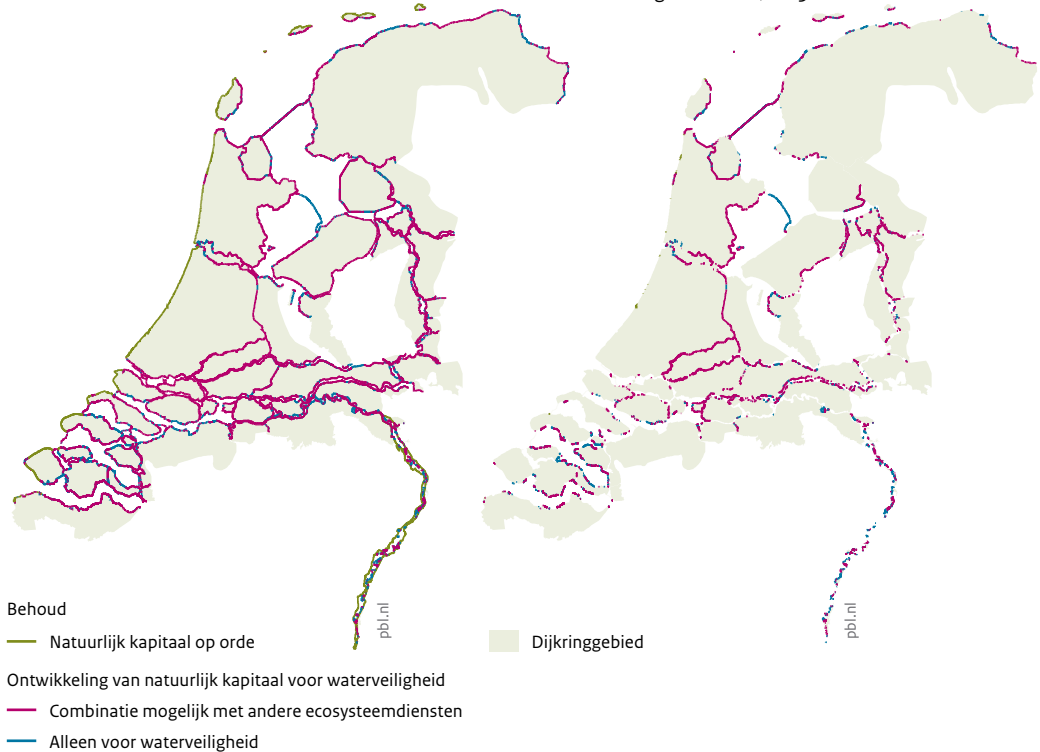 pbl.nl
pbl.nl
Behoud
Natuurlijk kapitaal op orde
Dijkringgebied
Ontwikkeling van natuurlijk kapitaal voor waterveiligheid
Combinatie mogelijk met andere ecosysteemdiensten
Alleen voor waterveiligheid